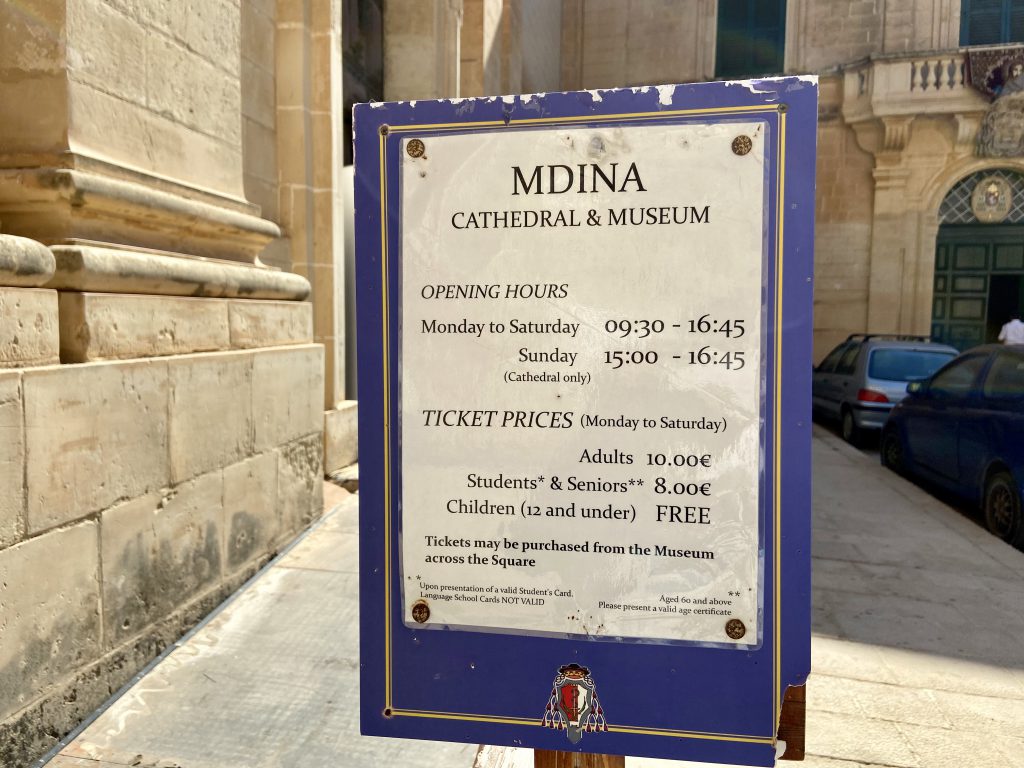 MDINA
CATHEDRAL & MUSEUM
OPENING HOURS
Monday to Saturday 09:30 - 16:45
Sunday 15:00 - 16:45
(Cathedral only)
TICKET PRICES (Monday to Saturday)
Adults 10.00€
Students* & Seniors** 8.00€
Children (12 and under) FREE
Tickets may be purchased from the Museum
across the Square
*
Upon presentation of a valid Student's Card.
Language School Cards NOT VALID
**
Aged 60 and above
Please present a valid age certificate